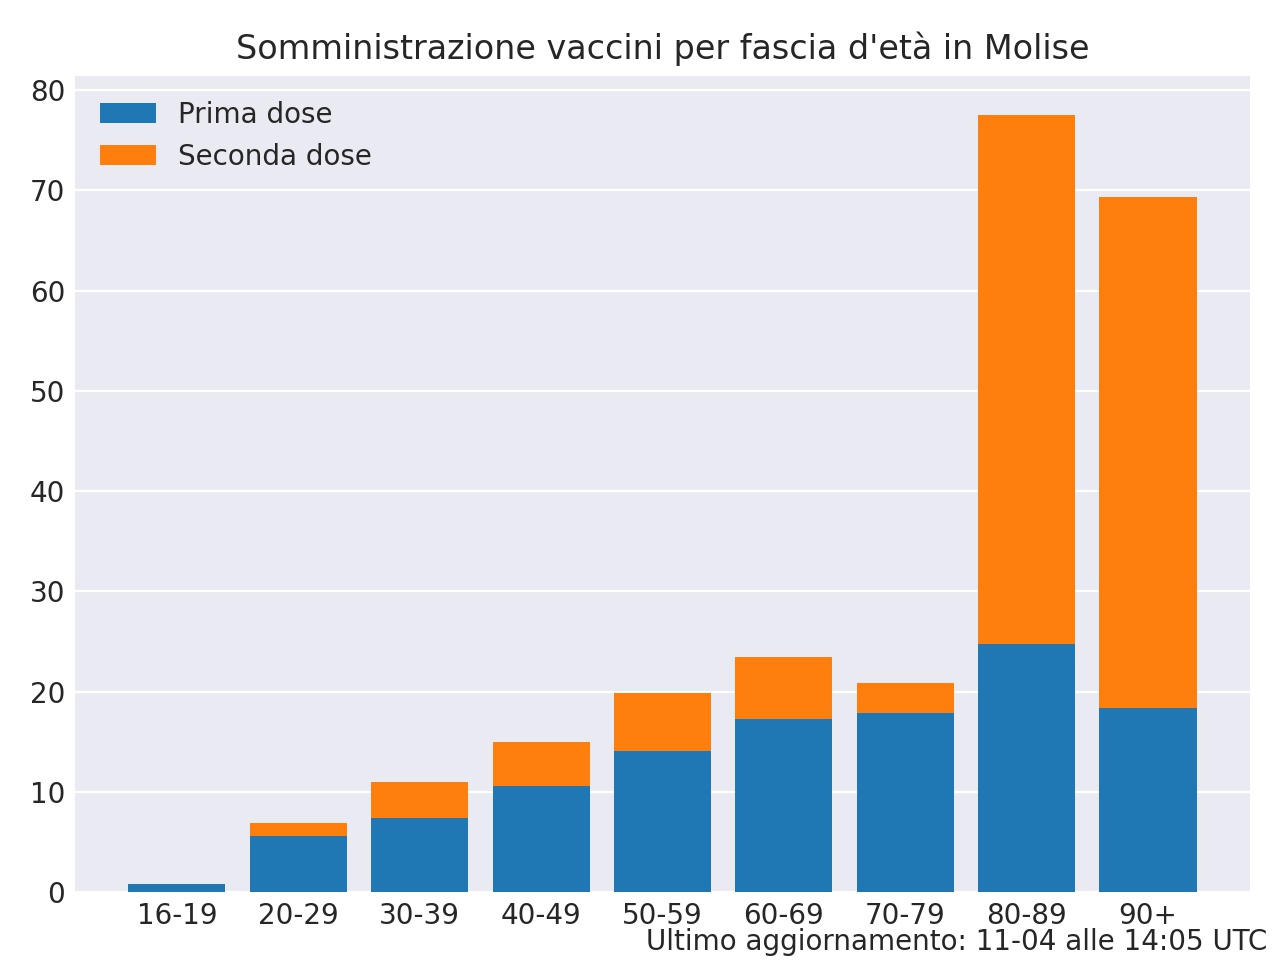 Somministrazione vaccini per fascia d'età in Molise
80
Prima dose
Seconda dose
70
60
50
40
30
20
10
0
16-19 20-29 30-39 40-49 50-59 60-69 70-79 80-89 90+
Ultimo aggiornamento: 11-04 alle 14:05 UTC